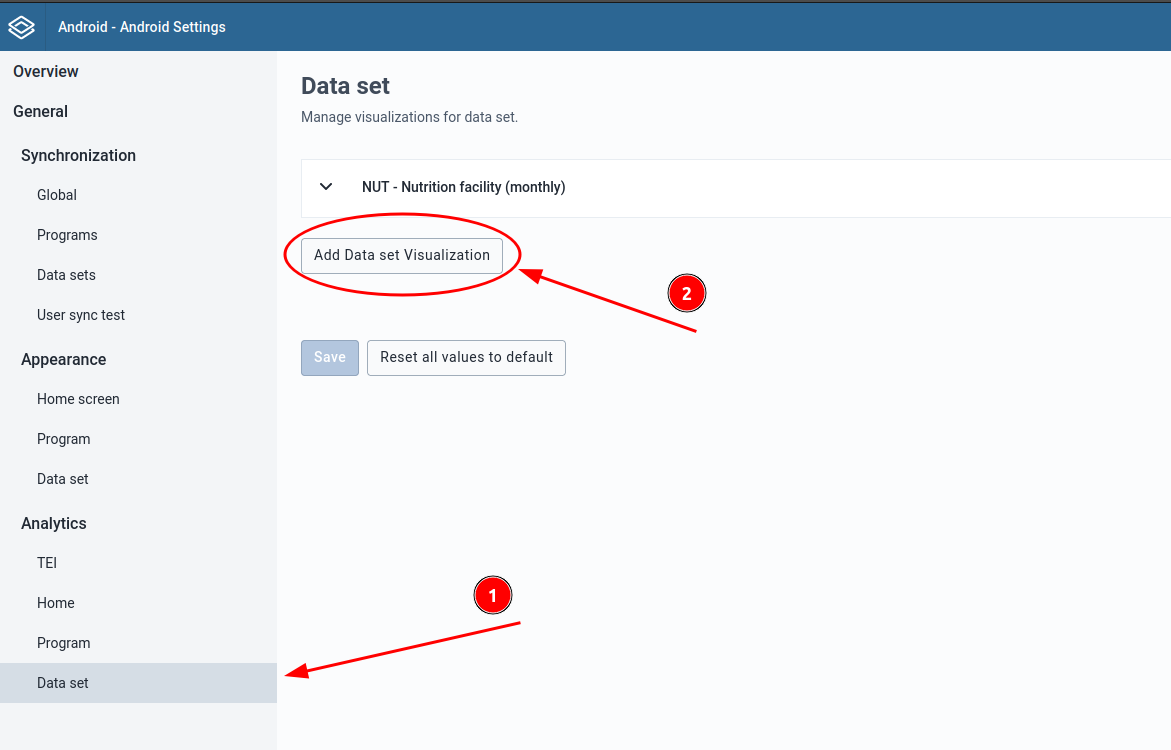 Android - Android Settings
Overview
General
Synchronization
Global
Programs
Data sets
User sync test
Appearance
Home screen
Program
Data set
Analytics
TEI
Home
Program
Data set
Data set
Manage visualizations for data set.
NUT - Nutrition facility (monthly)
Add Data set Visualization
2
Save
Reset all values to default
1